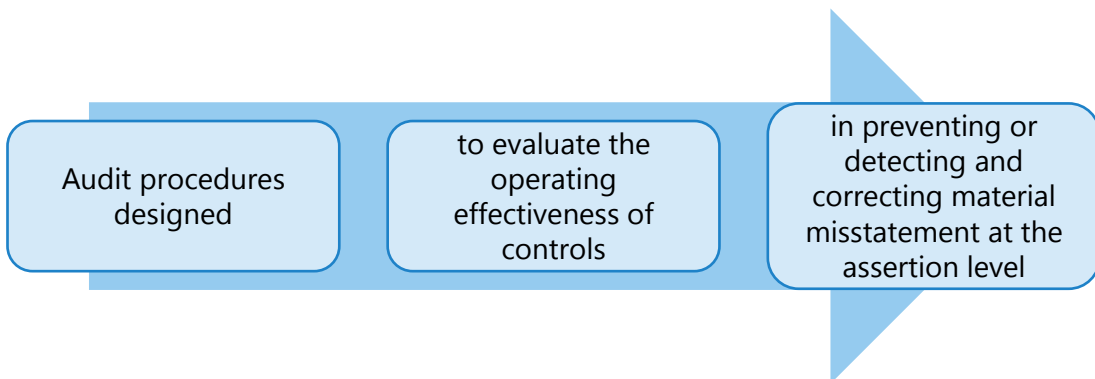 Audit procedures
designed
to evaluate the
operating
effectiveness of
controls
in preventing or
detecting and
correcting material
misstatement at the
assertion level